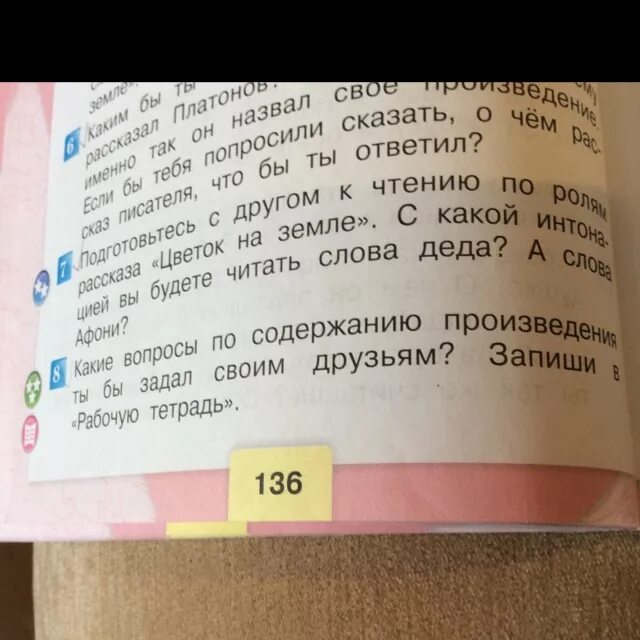 земле»
6 Каким бы ты
рассказал Платонов?
именно так он назвал своё произведение
Если бы тебя попросили сказать, о чём рас-
сказ писателя, что бы ты ответил?
7 Подготовьтесь с другом к чтению по ролям
рассказа «Цветок на земле». С какой интона-
цией вы будете читать слова деда? А слова
Афони?
8 Какие вопросы по содержанию произведения
ты бы задал своим друзьям? Запиши в
«Рабочую тетрадь».
136